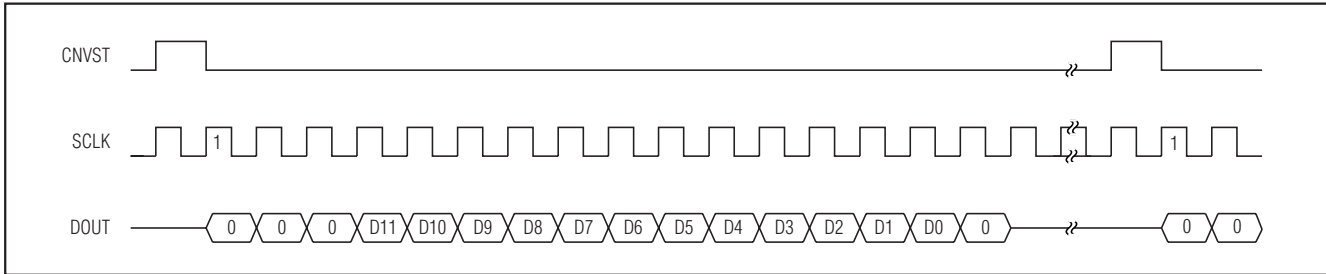 CNVST
SCLK 1 1
DOUT 0 0 0 D11 D10 D9 D8 D7 D6 D5 D4 D3 D2 D1 D0 0 0 0